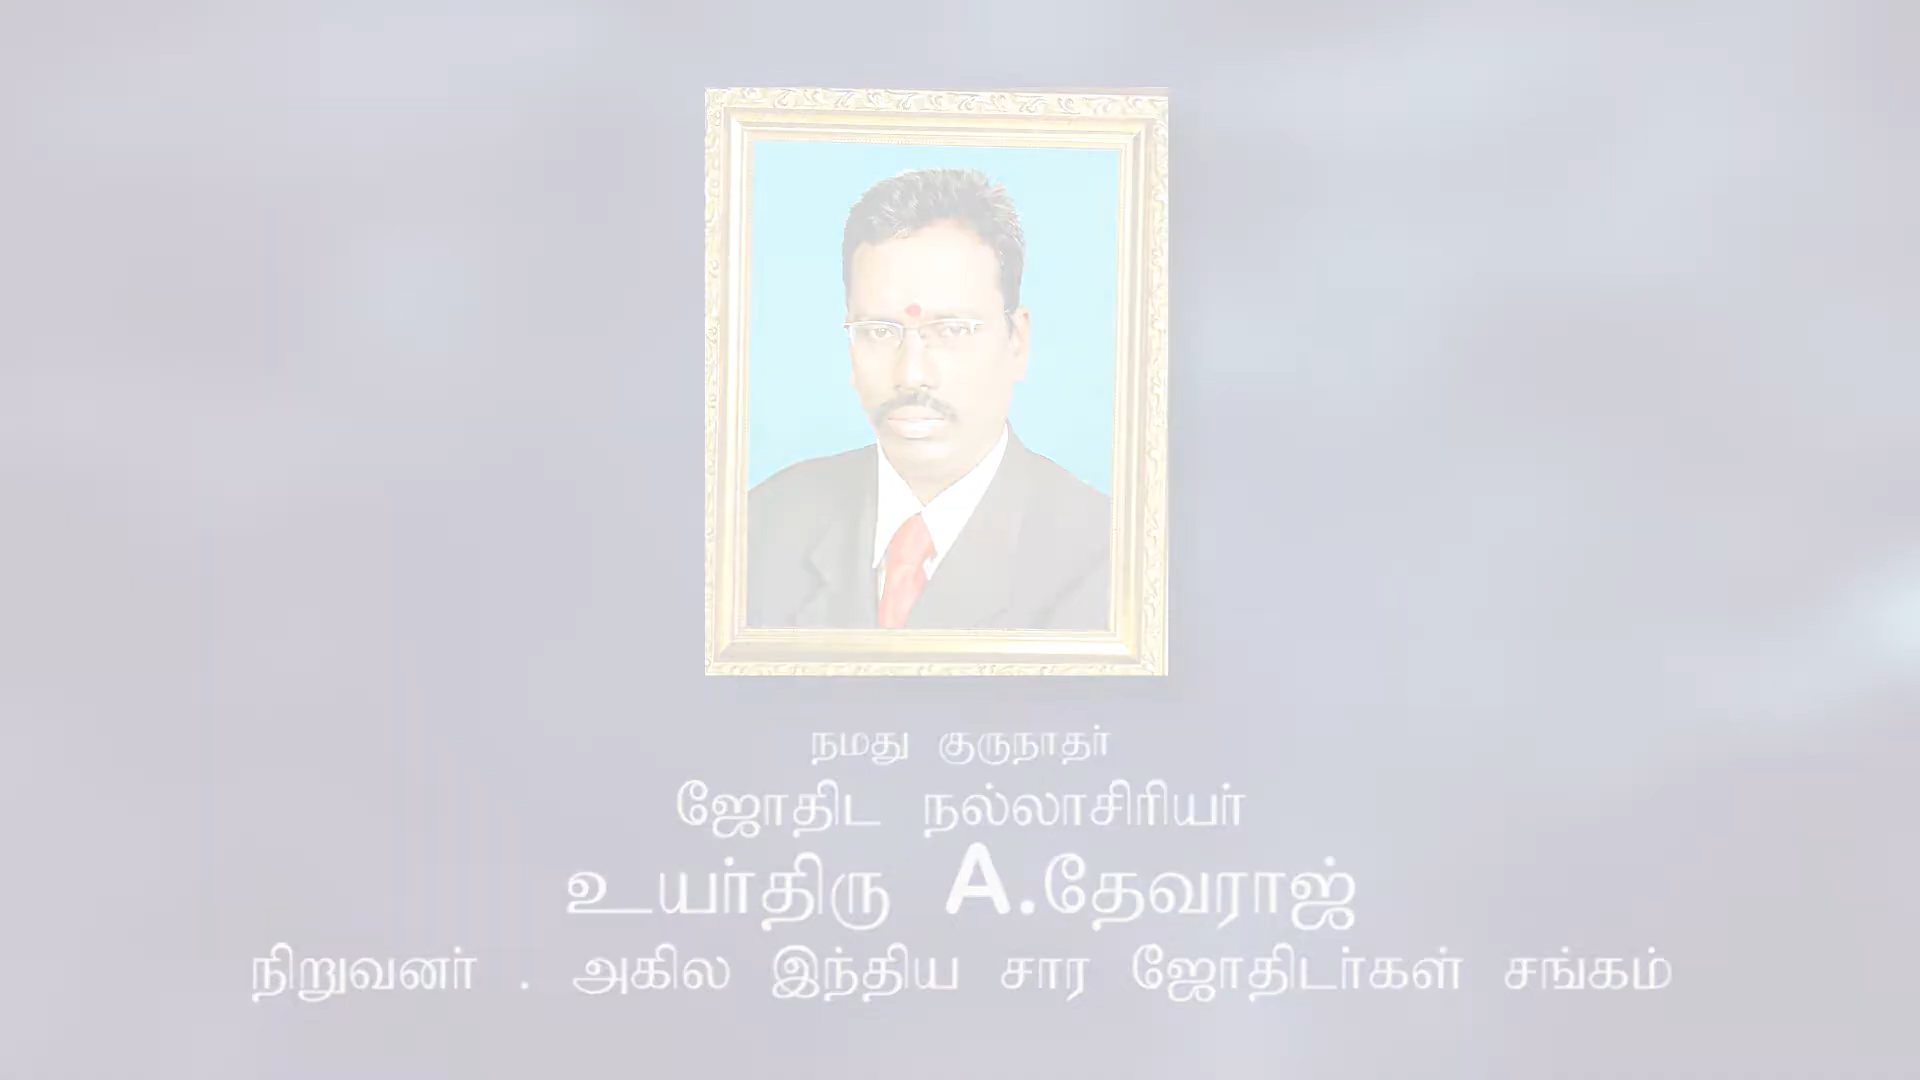 நமது குருநாதர்
ஜோதிட நல்லாசிரியர்
உயர்திரு A.தேவராஜ்
நிறுவனர் . அகில இந்திய சார ஜோதிடர்கள் சங்கம்